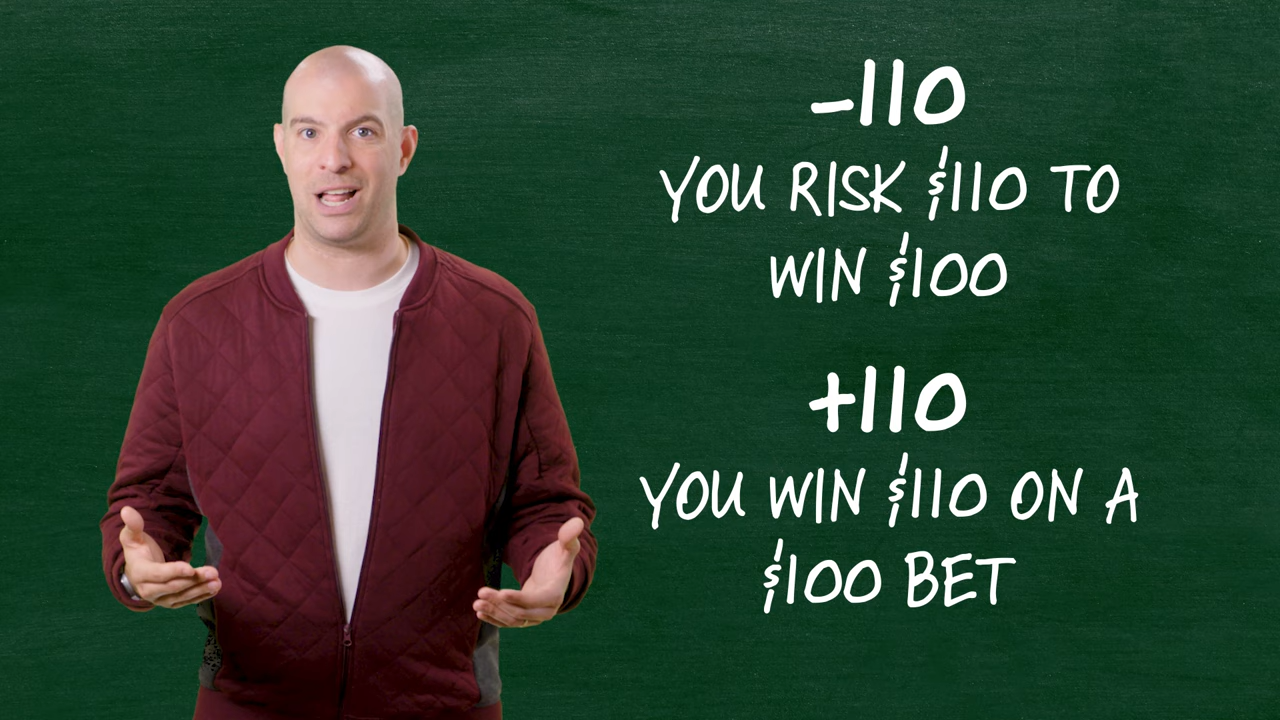 -110
YOU RISK $110 TO
WIN $100
+110
YOU WIN $110 ON A
$100 BET